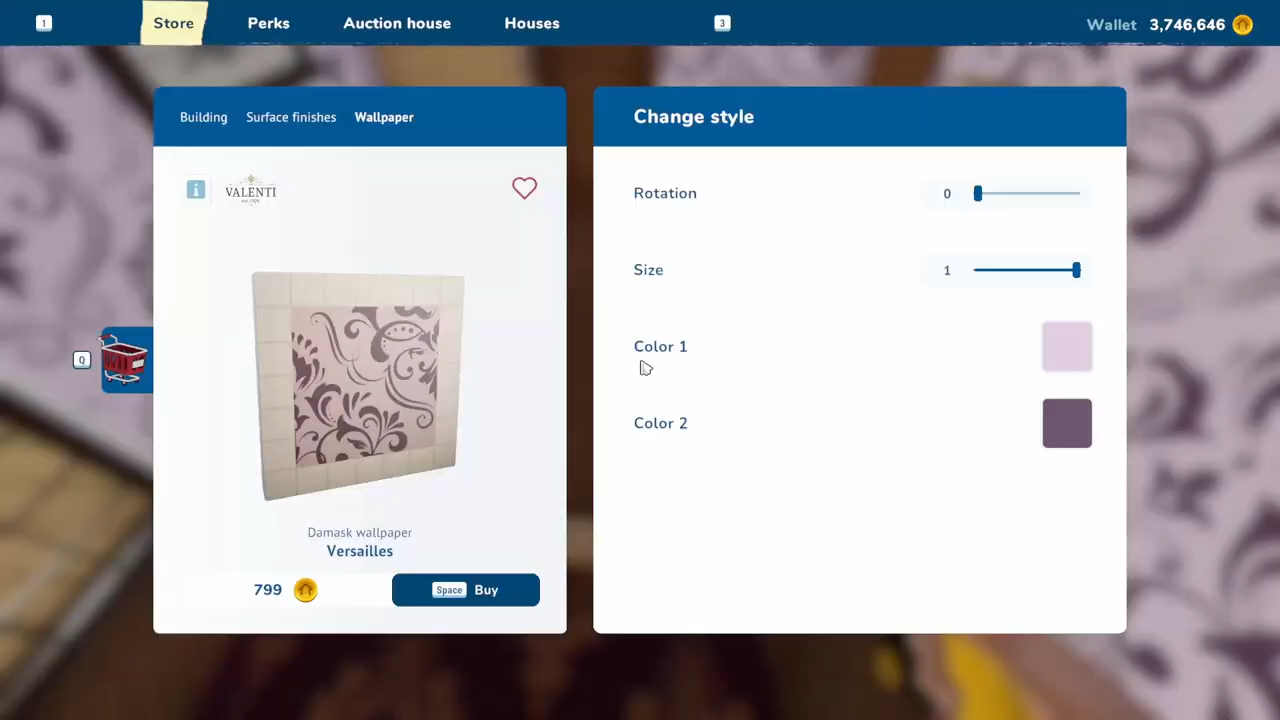 1
Store
Perks
Auction house
Houses
3
Wallet 3,746,646
Building
Surface finishes
Wallpaper
Change style
i
VALENTI
Rotation
0
Size
1
Color 1
Q
Color 2
Damask wallpaper
Versailles
799
Space Buy